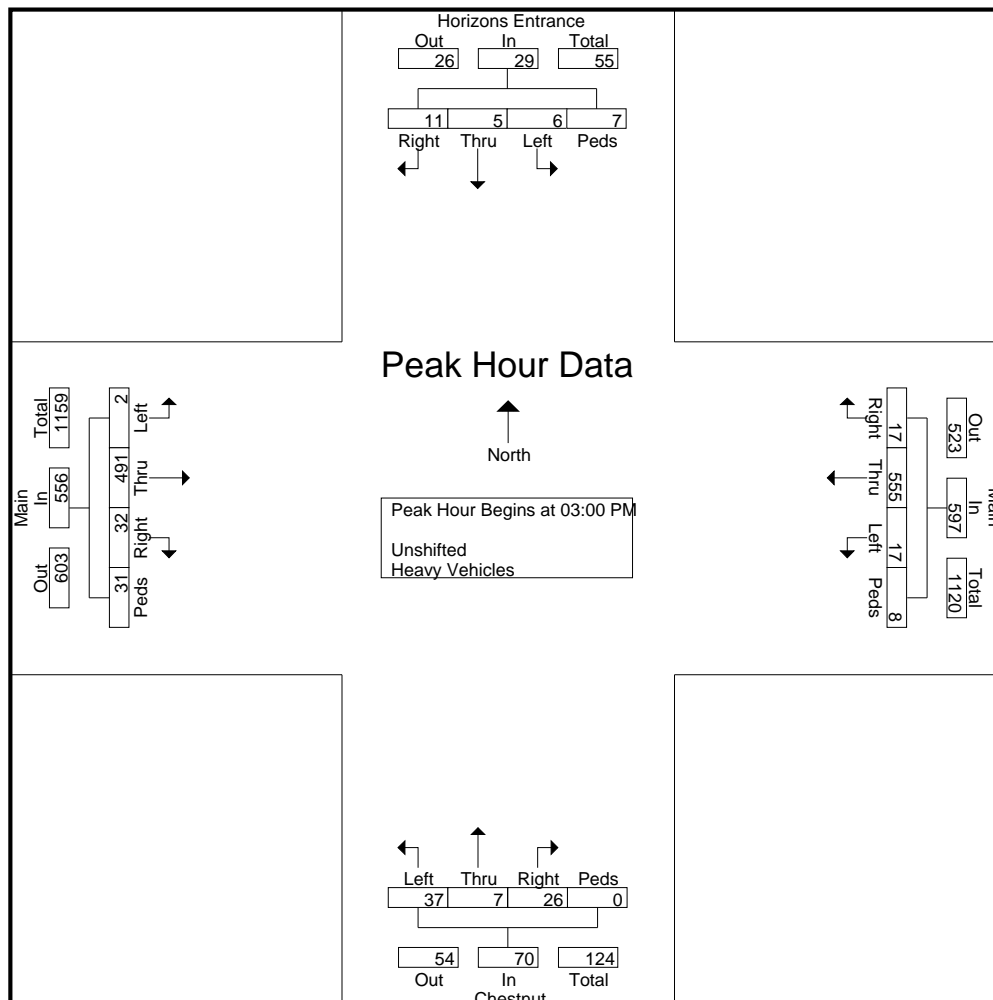 Horizons Entrance
Out In Total
26 29 55
11 5 6 7
Right Thru Left Peds
Peak Hour Data
North
Peak Hour Begins at 03:00 PM
Unshifted
Heavy Vehicles
Main
Total In Out
1159 556 603
2 491 32 31
Left Thru Right Peds
Right Thru Left Peds
17 555 17 8
Out In Total
523 597 1120
Main
Left Thru Right Peds
37 7 26 0
54 70 124
Out In Total
Chestnut